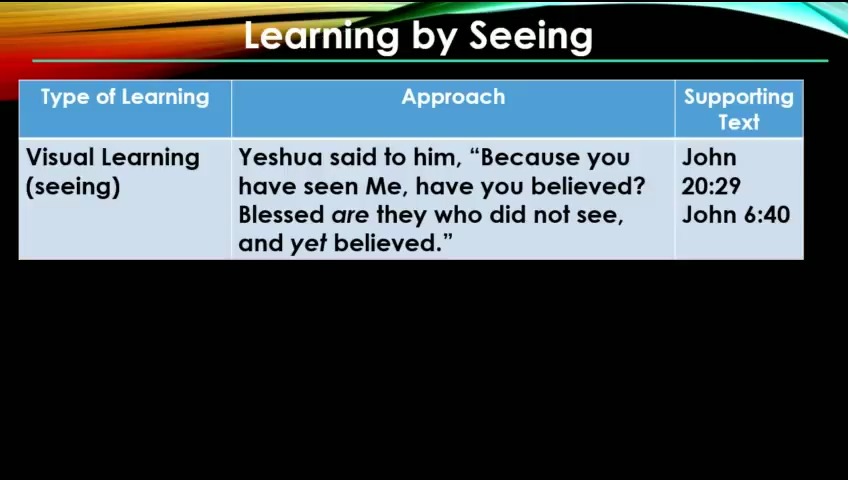 Learning by Seeing
Type of Learning
Approach
Supporting
Text
Visual Learning
(seeing)
Yeshua said to him, “Because you
have seen Me, have you believed?
Blessed are they who did not see,
and yet believed.”
John
20:29
John 6:40